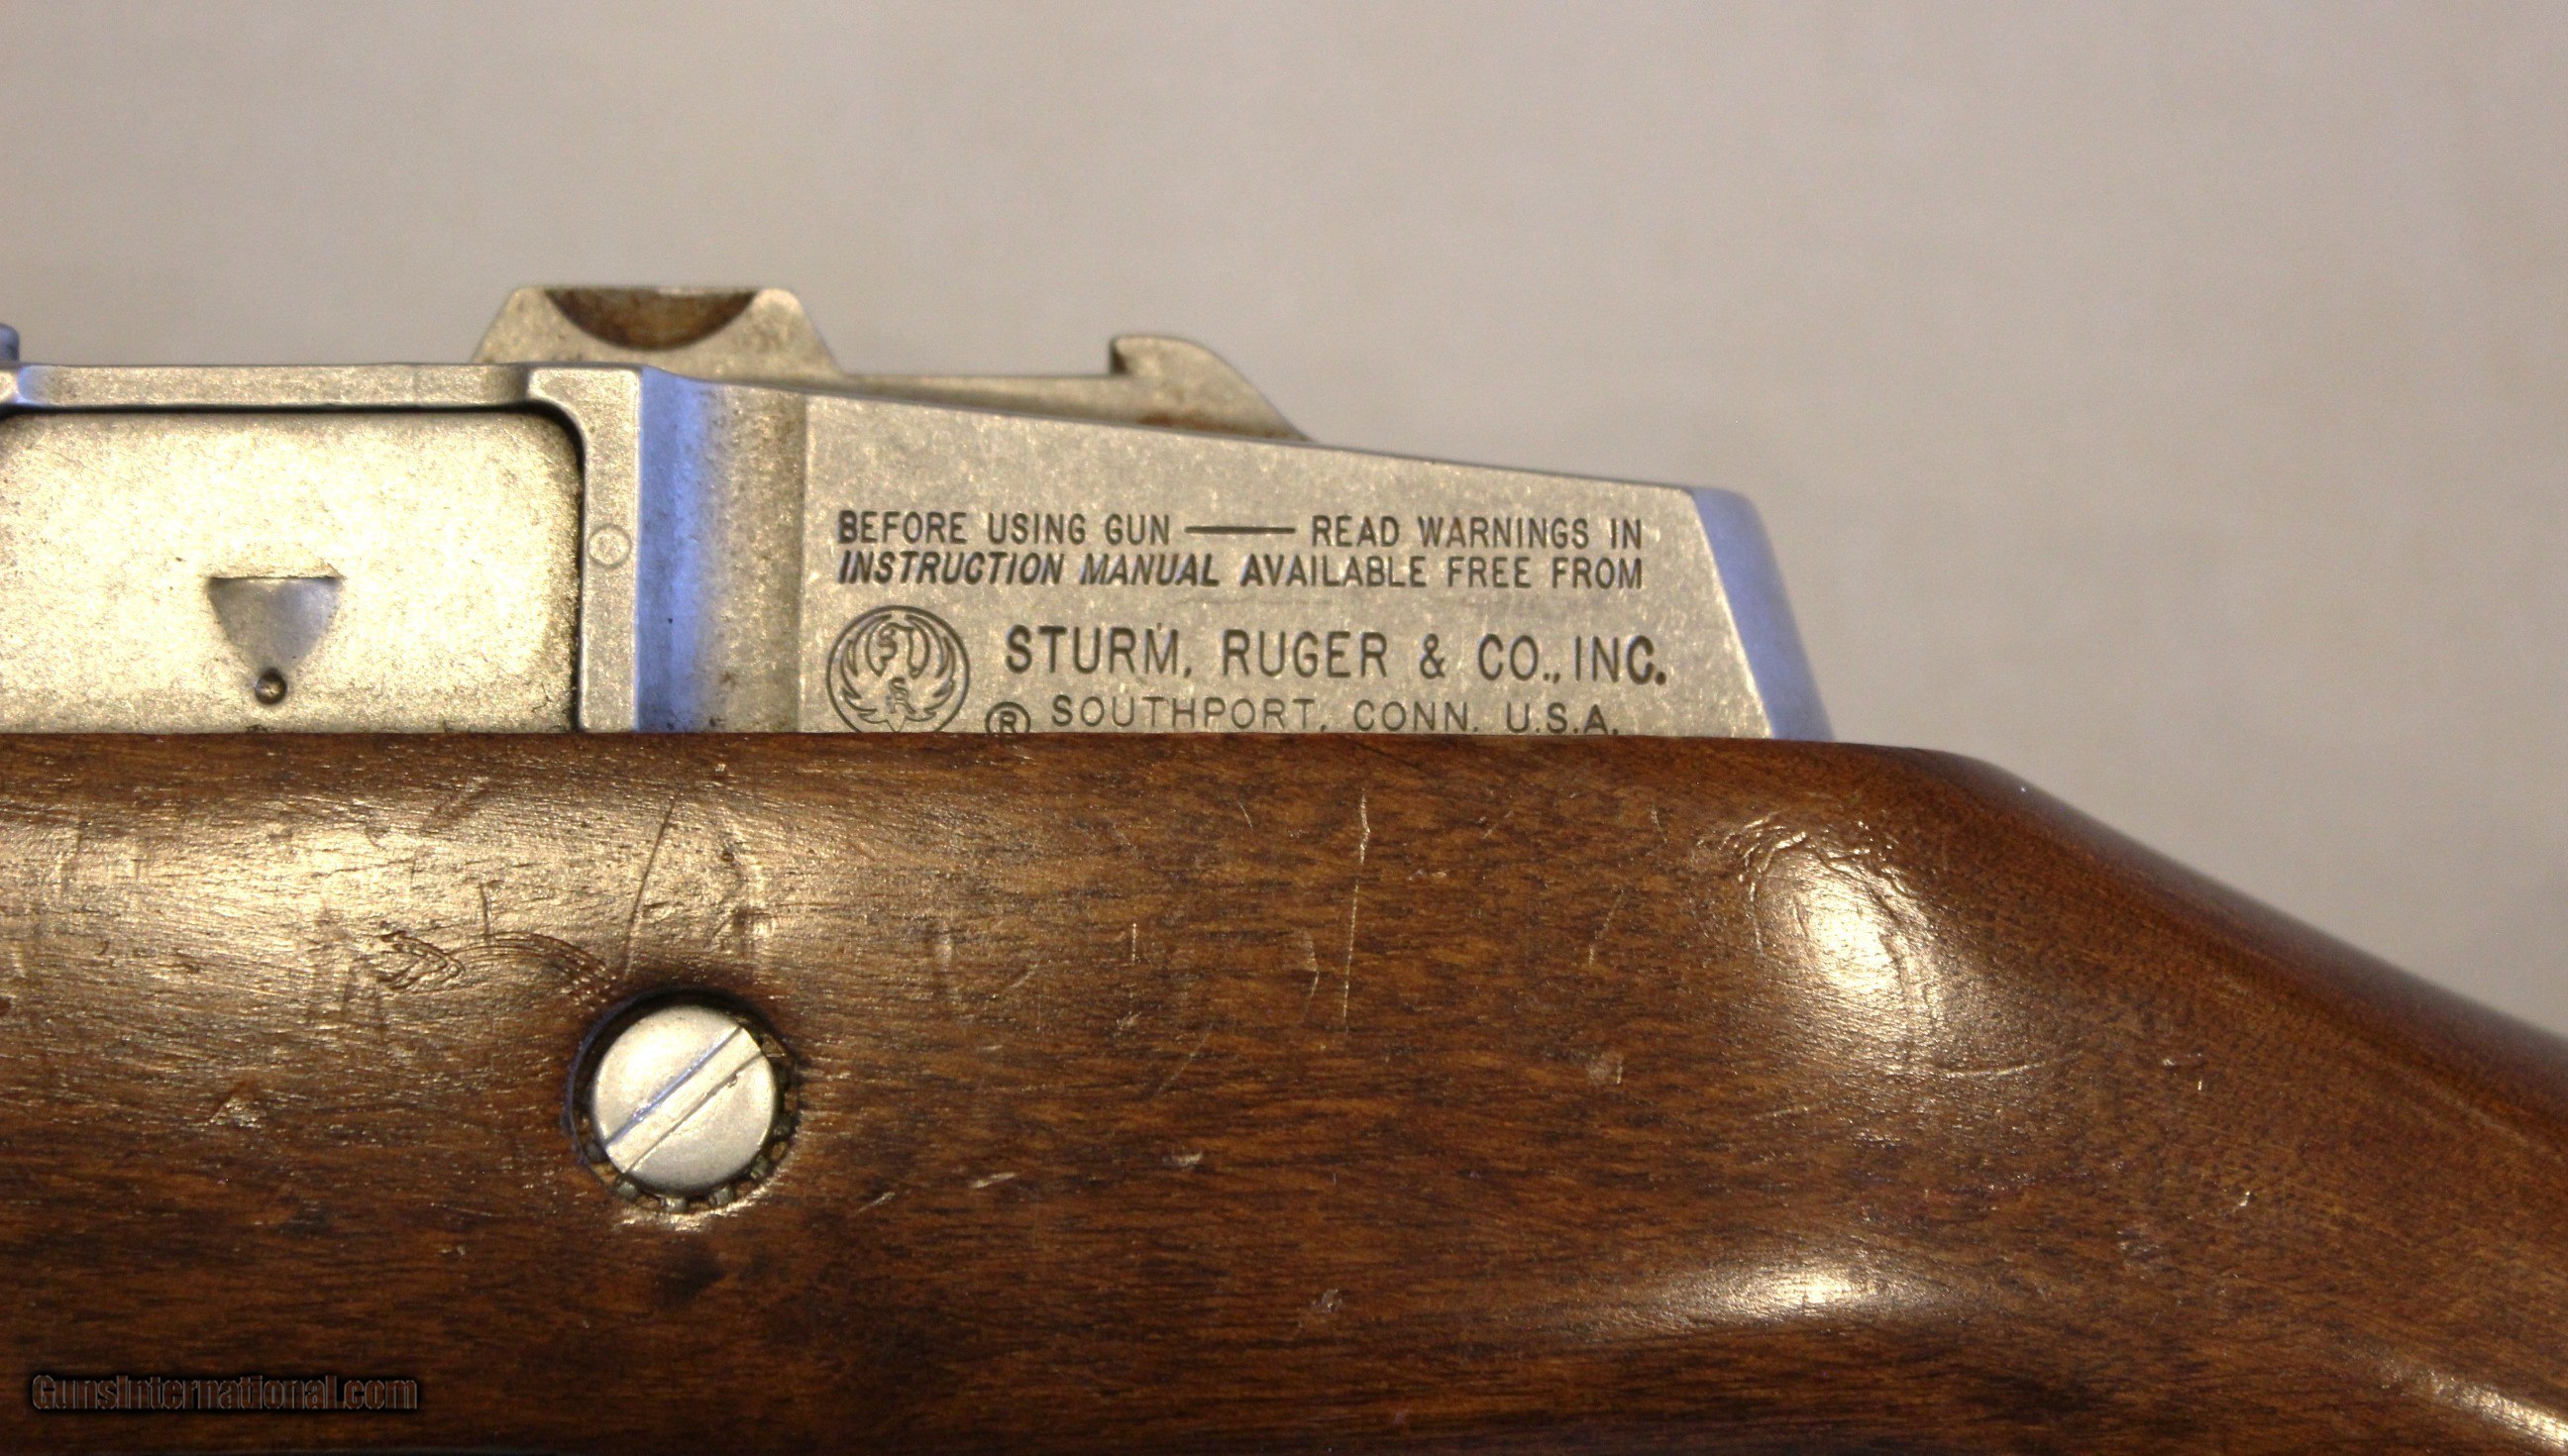 BEFORE USING GUN —— READ WARNINGS IN
INSTRUCTION MANUAL AVAILABLE FREE FROM
STURM, RUGER & CO., INC.
® SOUTHPORT, CONN. U.S.A.
GunsInternational.com